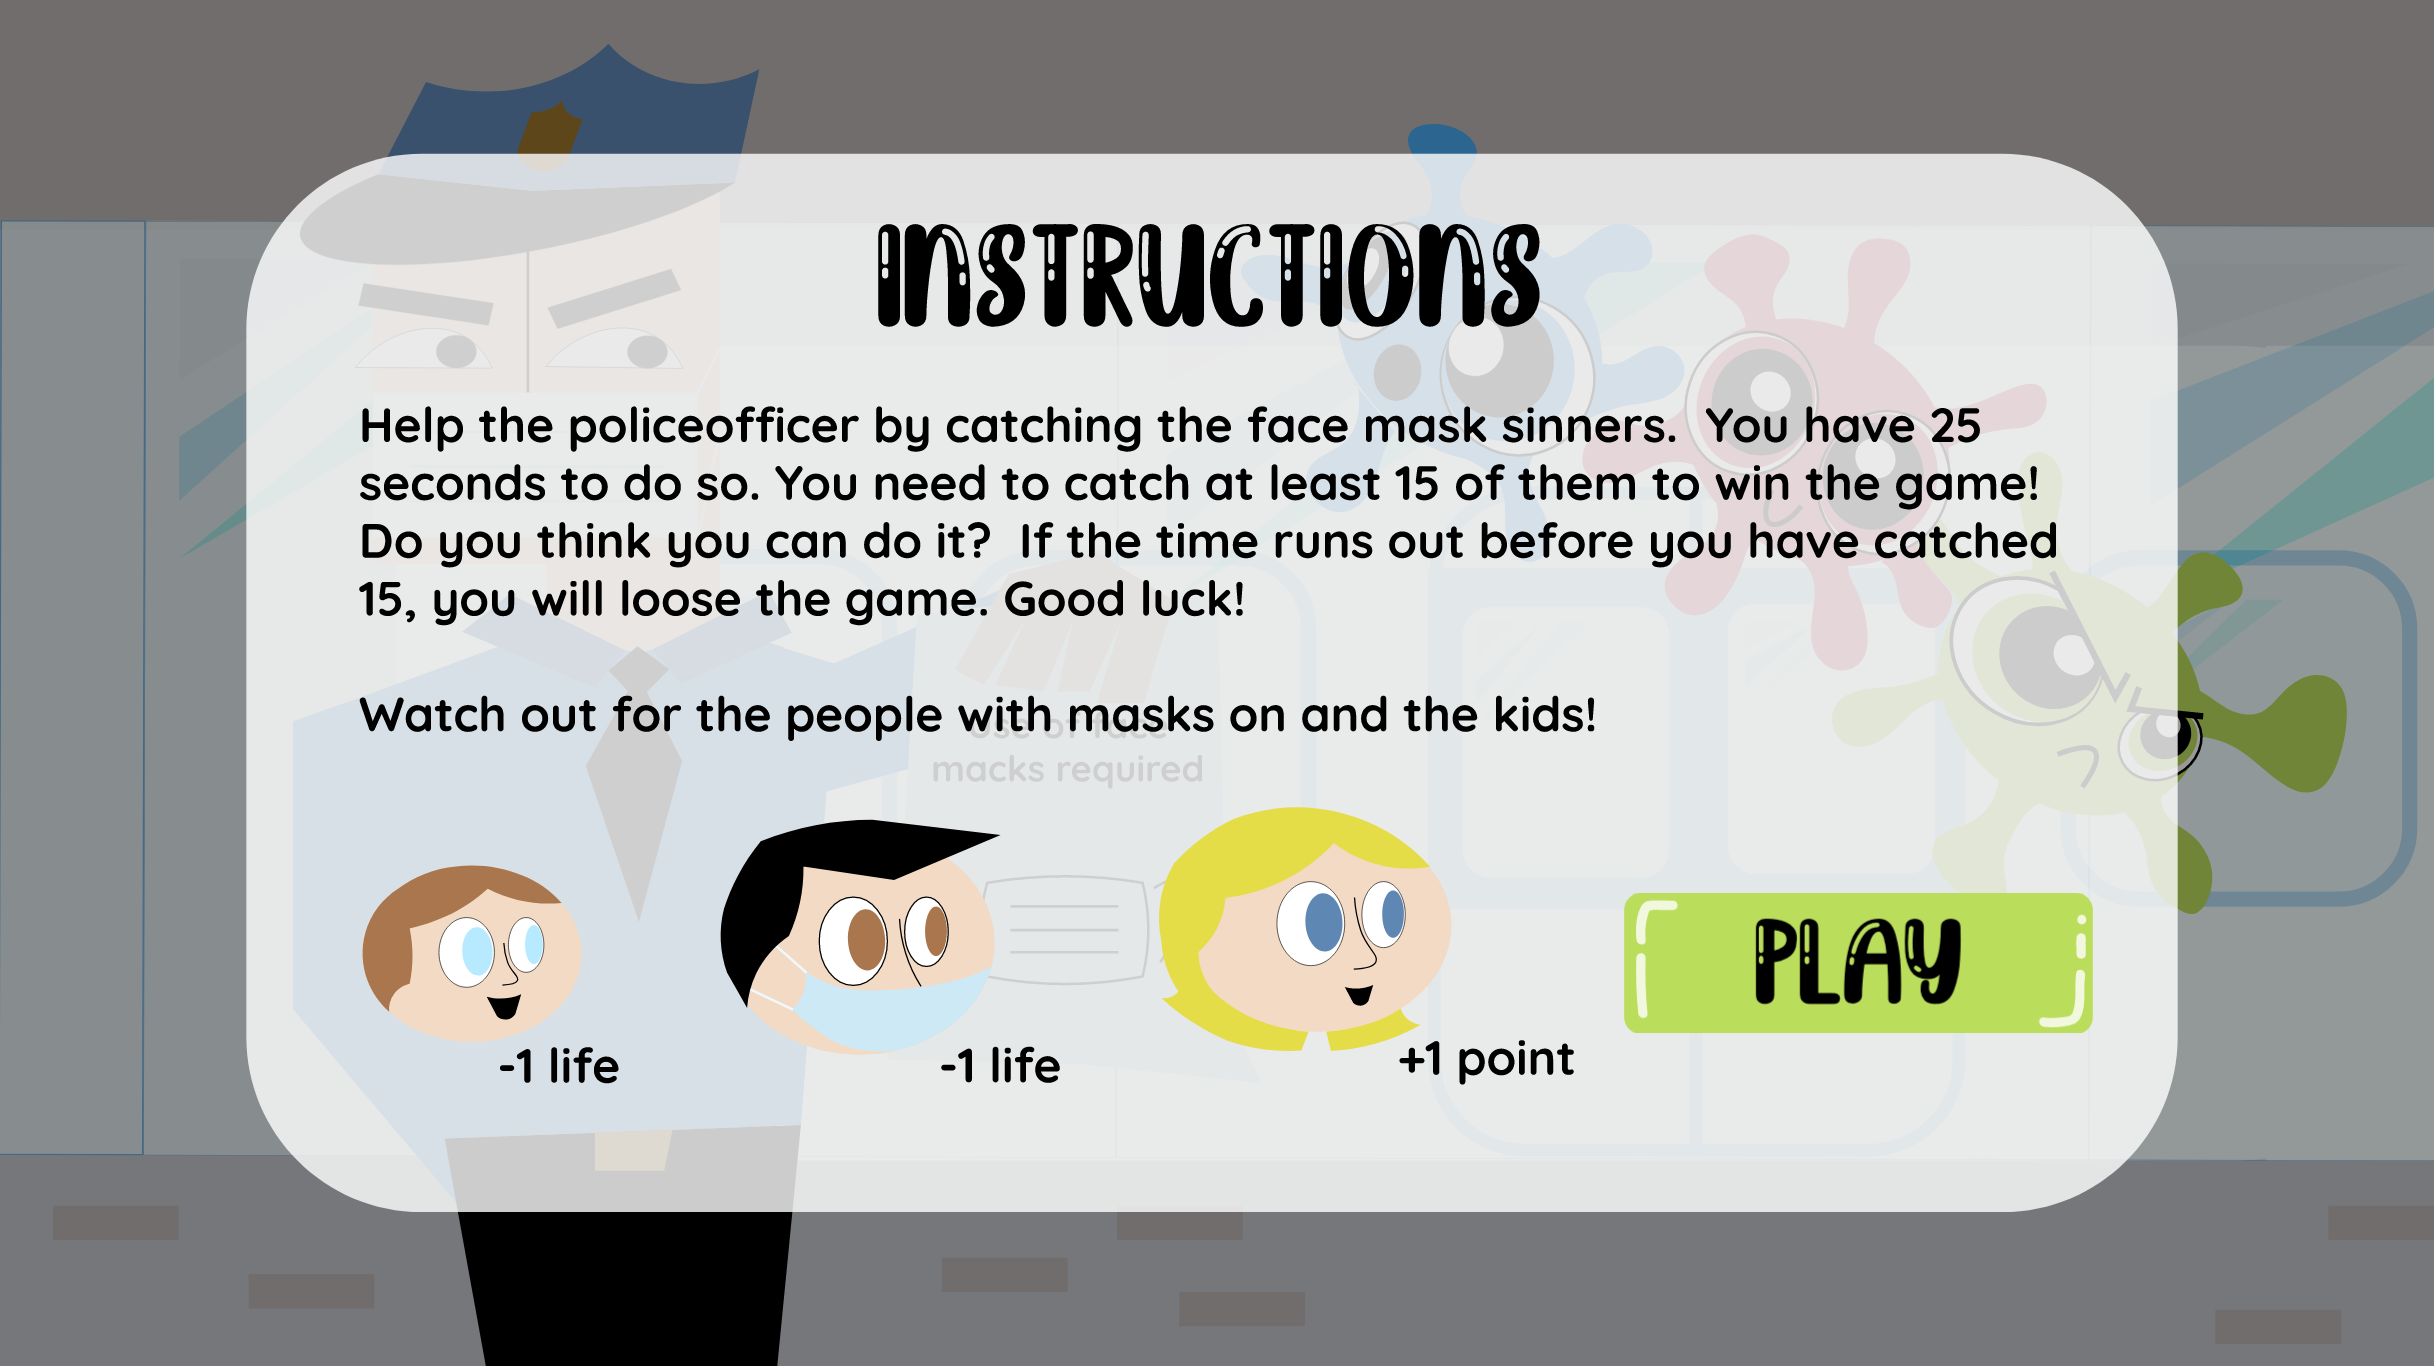 INSTRUCTIONS
Help the policeofficer by catching the face mask sinners.  You have 25
seconds to do so. You need to catch at least 15 of them to win the game!
Do you think you can do it?  If the time runs out before you have catched
15, you will loose the game. Good luck!
Watch out for the people with masks on and the kids!
use of face
macks required
-1 life
-1 life
+1 point
PLAY